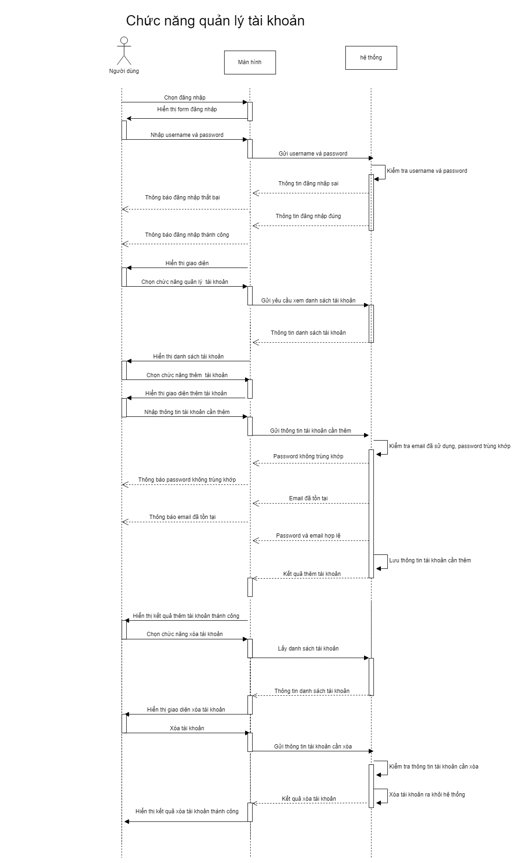 Chức năng quản lý tài khoản
Người dùng
Màn hình
hệ thống
Chọn đăng nhập
Hiển thị form đăng nhập
Nhập username và password
Gửi username và password
Kiểm tra username và password
Thông tin đăng nhập sai
Thông báo đăng nhập thất bại
Thông tin đăng nhập đúng
Thông báo đăng nhập thành công
Hiển thị giao diện
Chọn chức năng quản lý tài khoản
Gửi yêu cầu xem danh sách tài khoản
Thông tin danh sách tài khoản
Hiển thị danh sách tài khoản
Chọn chức năng thêm tài khoản
Hiển thị giao diện thêm tài khoản
Nhập thông tin tài khoản cần thêm
Gửi thông tin tài khoản cần thêm
Kiểm tra email đã sử dụng, password trùng khớp
Password không trùng khớp
Thông báo password không trùng khớp
Email đã tồn tại
Thông báo email đã tồn tại
Password và email hợp lệ
Lưu thông tin tài khoản cần thêm
Kết quả thêm tài khoản
Hiển thị kết quả thêm tài khoản thành công
Chọn chức năng xóa tài khoản
Lấy danh sách tài khoản
Thông tin danh sách tài khoản
Hiển thị giao diện xóa tài khoản
Xóa tài khoản
Gửi thông tin tài khoản cần xóa
Kiểm tra thông tin tài khoản cần xóa
Xóa tài khoản ra khỏi hệ thống
Kết quả xóa tài khoản
Hiển thị kết quả xóa tài khoản thành công